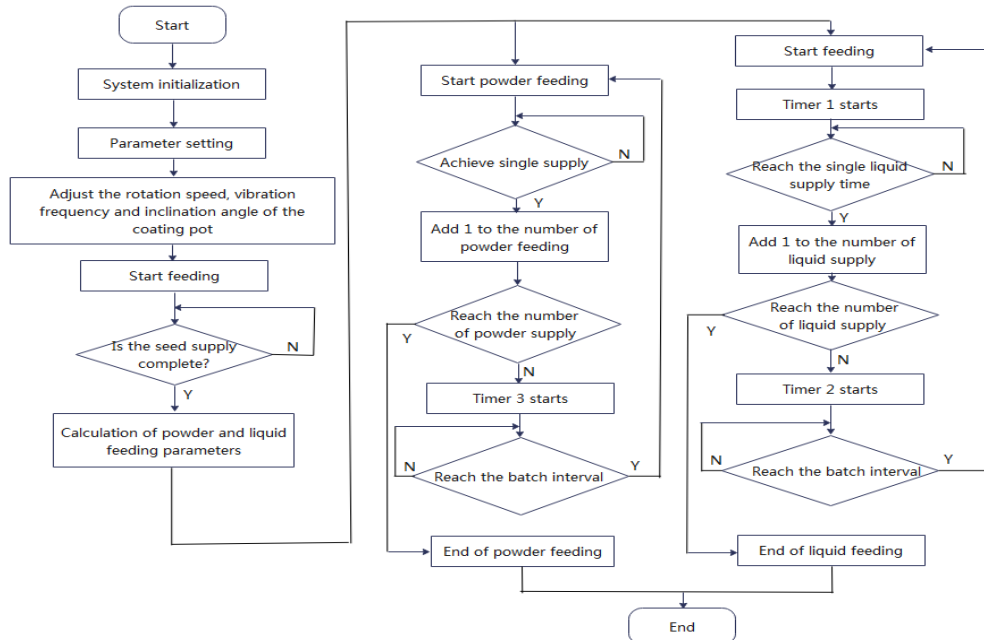 Start
System initialization
Parameter setting
Adjust the rotation speed, vibration
frequency and inclination angle of the
coating pot
Start feeding
Is the seed supply
complete?
N
Y
Calculation of powder and liquid
feeding parameters
Start powder feeding
Achieve single supply
N
Y
Add 1 to the number of
powder feeding
Reach the number
of powder supply
Y
N
Timer 3 starts
Reach the batch interval
N
Y
End of powder feeding
Start feeding
Timer 1 starts
Reach the single liquid
supply time
N
Y
Add 1 to the number of
liquid supply
Reach the number
of liquid supply
Y
N
Timer 2 starts
Reach the batch interval
N
Y
End of liquid feeding
End